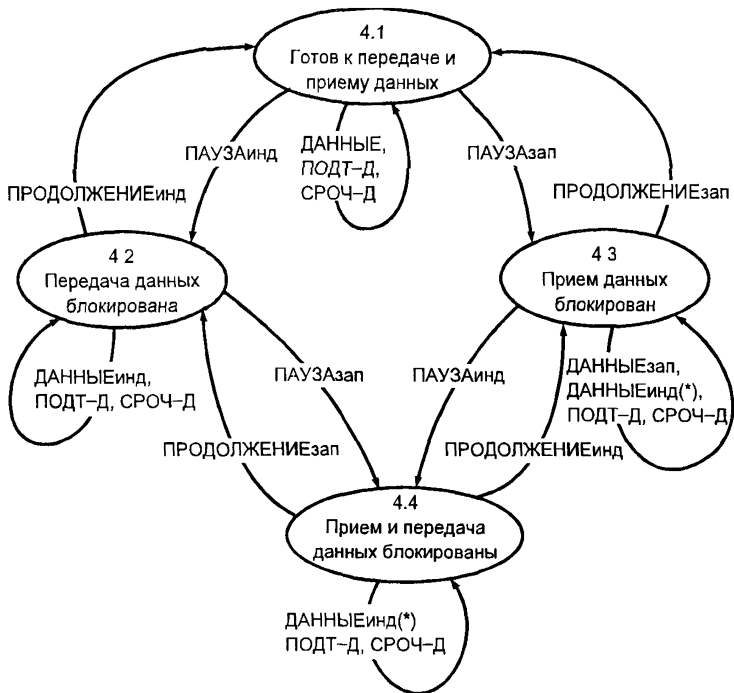 4.1
Готов к передаче и
приему данных
ПАУЗАинд
ДАННЫЕ,
ПОДТ–Д,
СРОЧ–Д
ПАУЗАзап
ПРОДОЛЖЕНИЕинд
ПРОДОЛЖЕНИЕзап
4 2
Передача данных
блокирована
4 3
Прием данных
блокирован
ДАННЫЕинд,
ПОДТ–Д, СРОЧ–Д
ПАУЗАзап
ПАУЗАинд
ДАННЫЕзап,
ДАННЫЕинд(*),
ПОДТ–Д, СРОЧ–Д
ПРОДОЛЖЕНИЕзап
ПРОДОЛЖЕНИЕинд
4.4
Прием и передача
данных блокированы
ДАННЫЕинд(*)
ПОДТ–Д, СРОЧ–Д